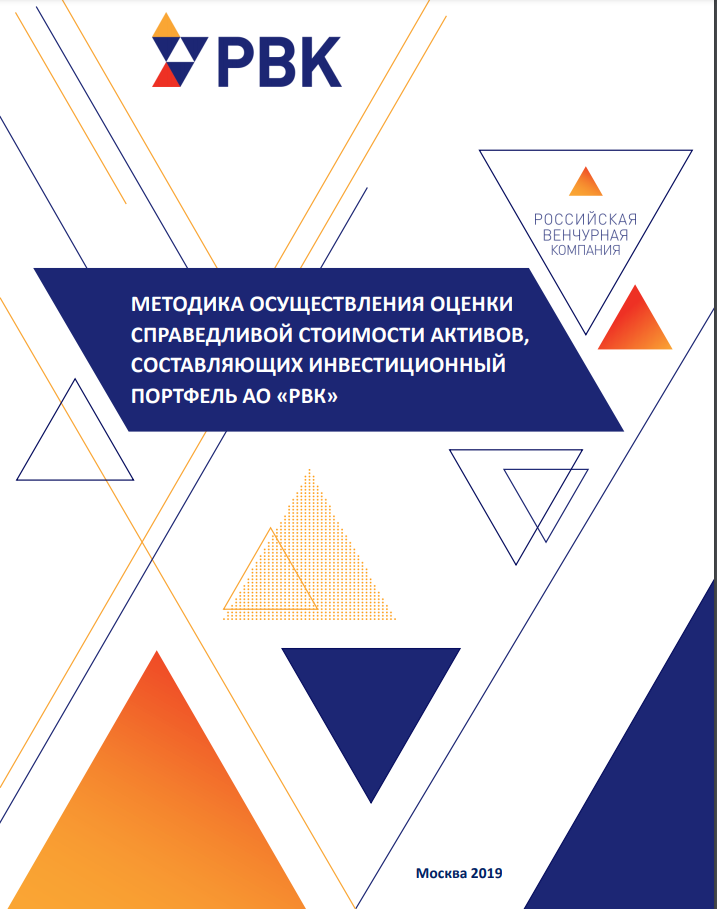 РВК
РОССИЙСКАЯ
ВЕНЧУРНАЯ
КОМПАНИЯ
МЕТОДИКА ОСУЩЕСТВЛЕНИЯ ОЦЕНКИ
СПРАВЕДЛИВОЙ СТОИМОСТИ АКТИВОВ,
СОСТАВЛЯЮЩИХ ИНВЕСТИЦИОННЫЙ
ПОРТФЕЛЬ АО «РВК»
Москва 2019